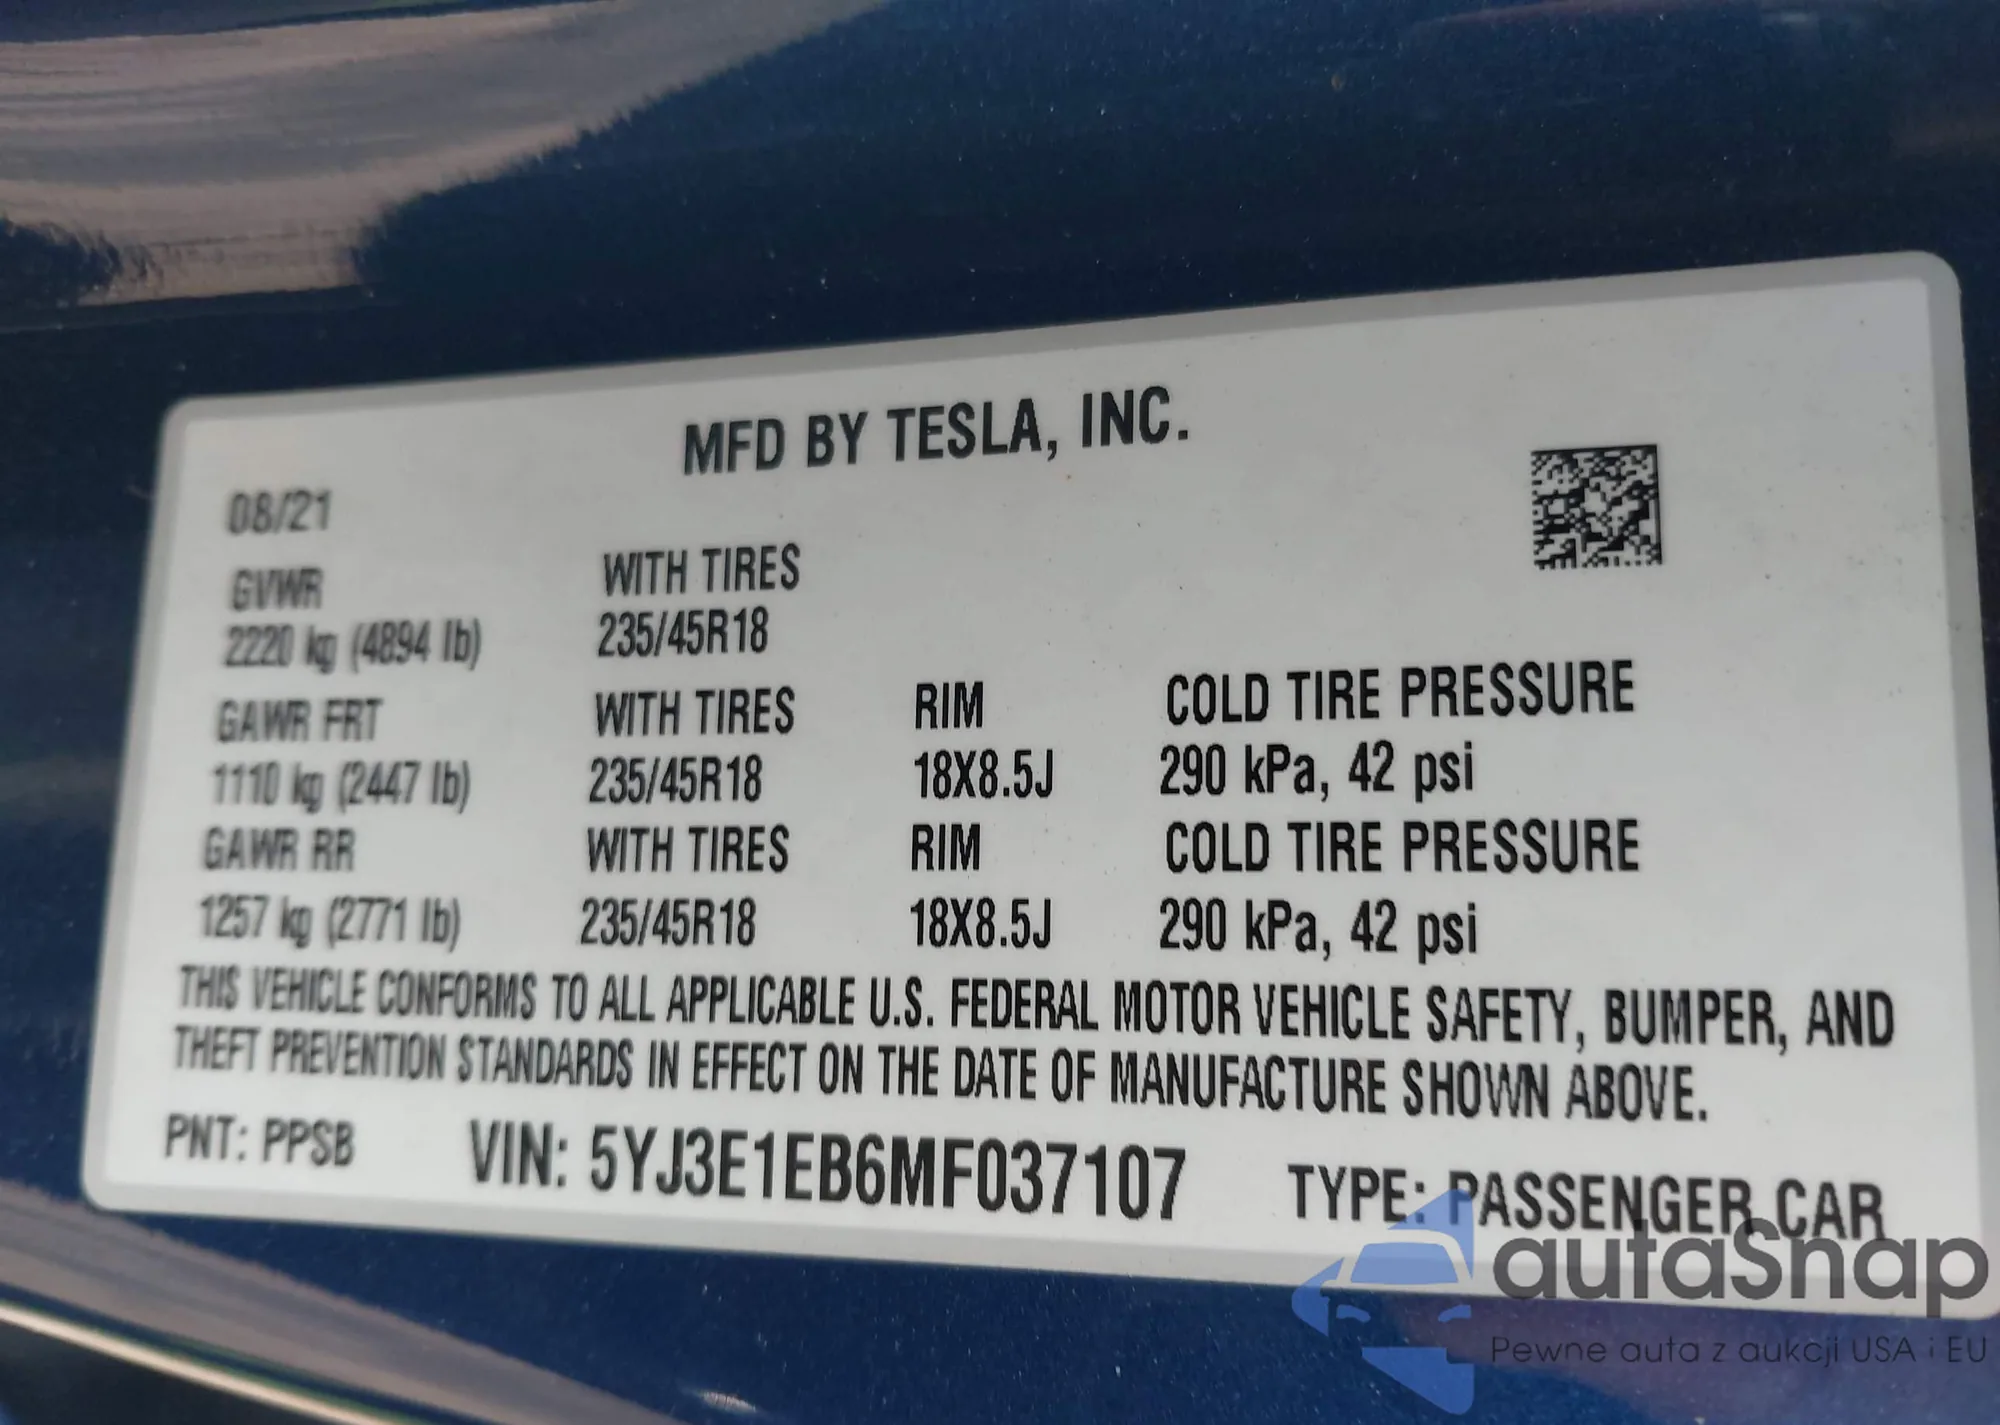 MFD BY TESLA, INC.
08/21
GVWR WITH TIRES
2220 kg (4894 lb) 235/45R18
GAWR FRT WITH TIRES RIM COLD TIRE PRESSURE
1110 kg (2447 lb) 235/45R18 18X8.5J 290 kPa, 42 psi
GAWR RR WITH TIRES RIM COLD TIRE PRESSURE
1257 kg (2771 lb) 235/45R18 18X8.5J 290 kPa, 42 psi
THIS VEHICLE CONFORMS TO ALL APPLICABLE U.S. FEDERAL MOTOR VEHICLE SAFETY, BUMPER, AND
THEFT PREVENTION STANDARDS IN EFFECT ON THE DATE OF MANUFACTURE SHOWN ABOVE.
PNT: PPSB VIN: 5YJ3E1EB6MF037107 TYPE: PASSENGER CAR
autaSnap
Pewne auta z aukcji USA i EU